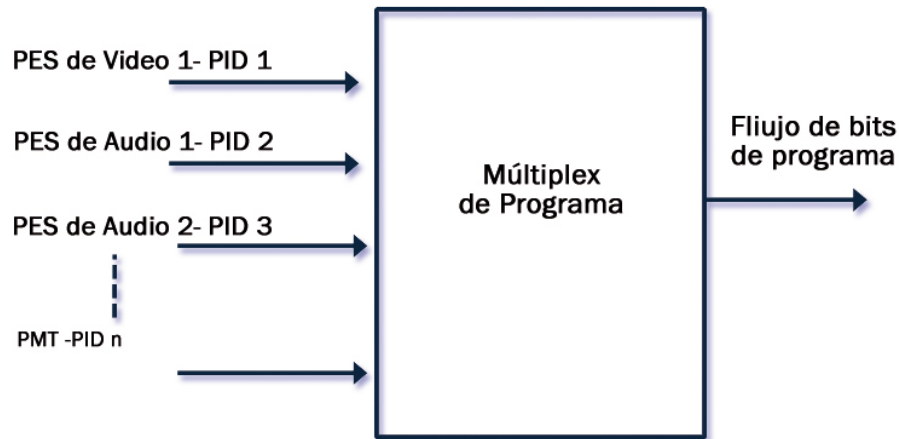 PES de Video 1- PID 1
PES de Audio 1- PID 2
PES de Audio 2- PID 3
PMT -PID n
Múltiplex
de Programa
Fliujo de bits
de programa